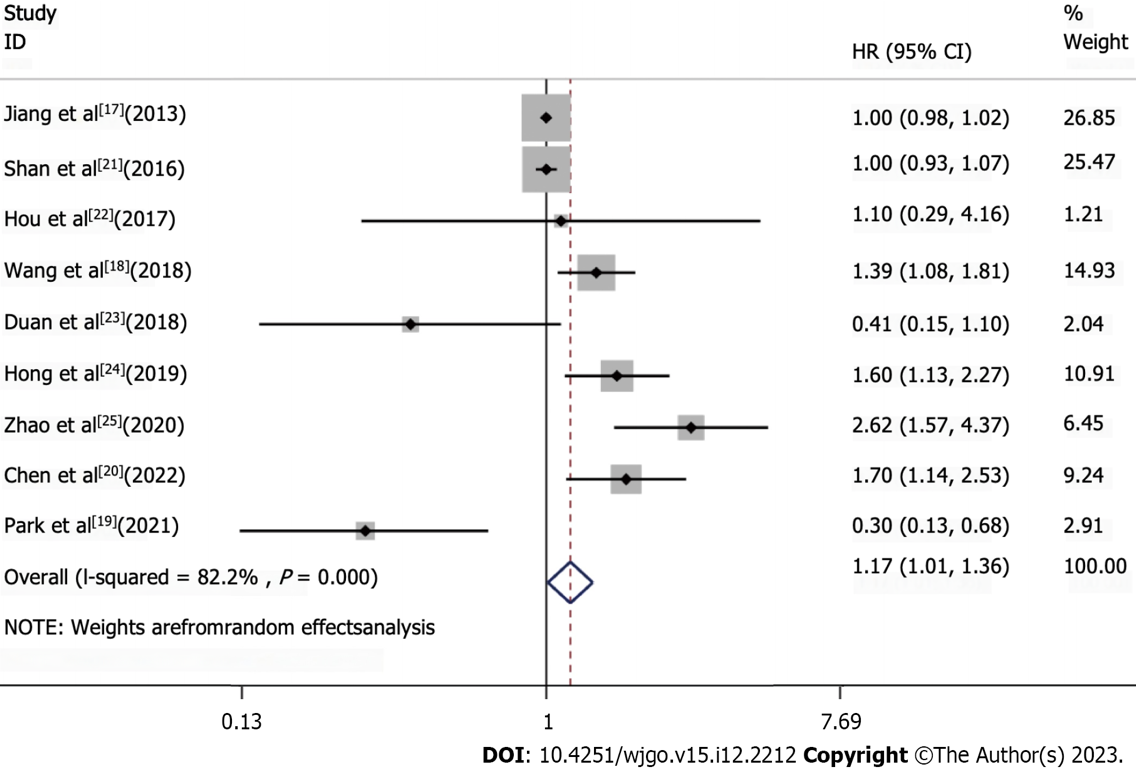 Study %
ID HR (95% CI) Weight
Jiang et al[17](2013) 1.00 (0.98, 1.02) 26.85
Shan et al[21](2016) 1.00 (0.93, 1.07) 25.47
Hou et al[22](2017) 1.10 (0.29, 4.16) 1.21
Wang et al[18](2018) 1.39 (1.08, 1.81) 14.93
Duan et al[23](2018) 0.41 (0.15, 1.10) 2.04
Hong et al[24](2019) 1.60 (1.13, 2.27) 10.91
Zhao et al[25](2020) 2.62 (1.57, 4.37) 6.45
Chen et al[20](2022) 1.70 (1.14, 2.53) 9.24
Park et al[19](2021) 0.30 (0.13, 0.68) 2.91
Overall (I-squared = 82.2% , P = 0.000) 1.17 (1.01, 1.36) 100.00
NOTE: Weights arefromrandom effectsanalysis
0.13 1 7.69
DOI: 10.4251/wjgo.v15.i12.2212 Copyright ©The Author(s) 2023.